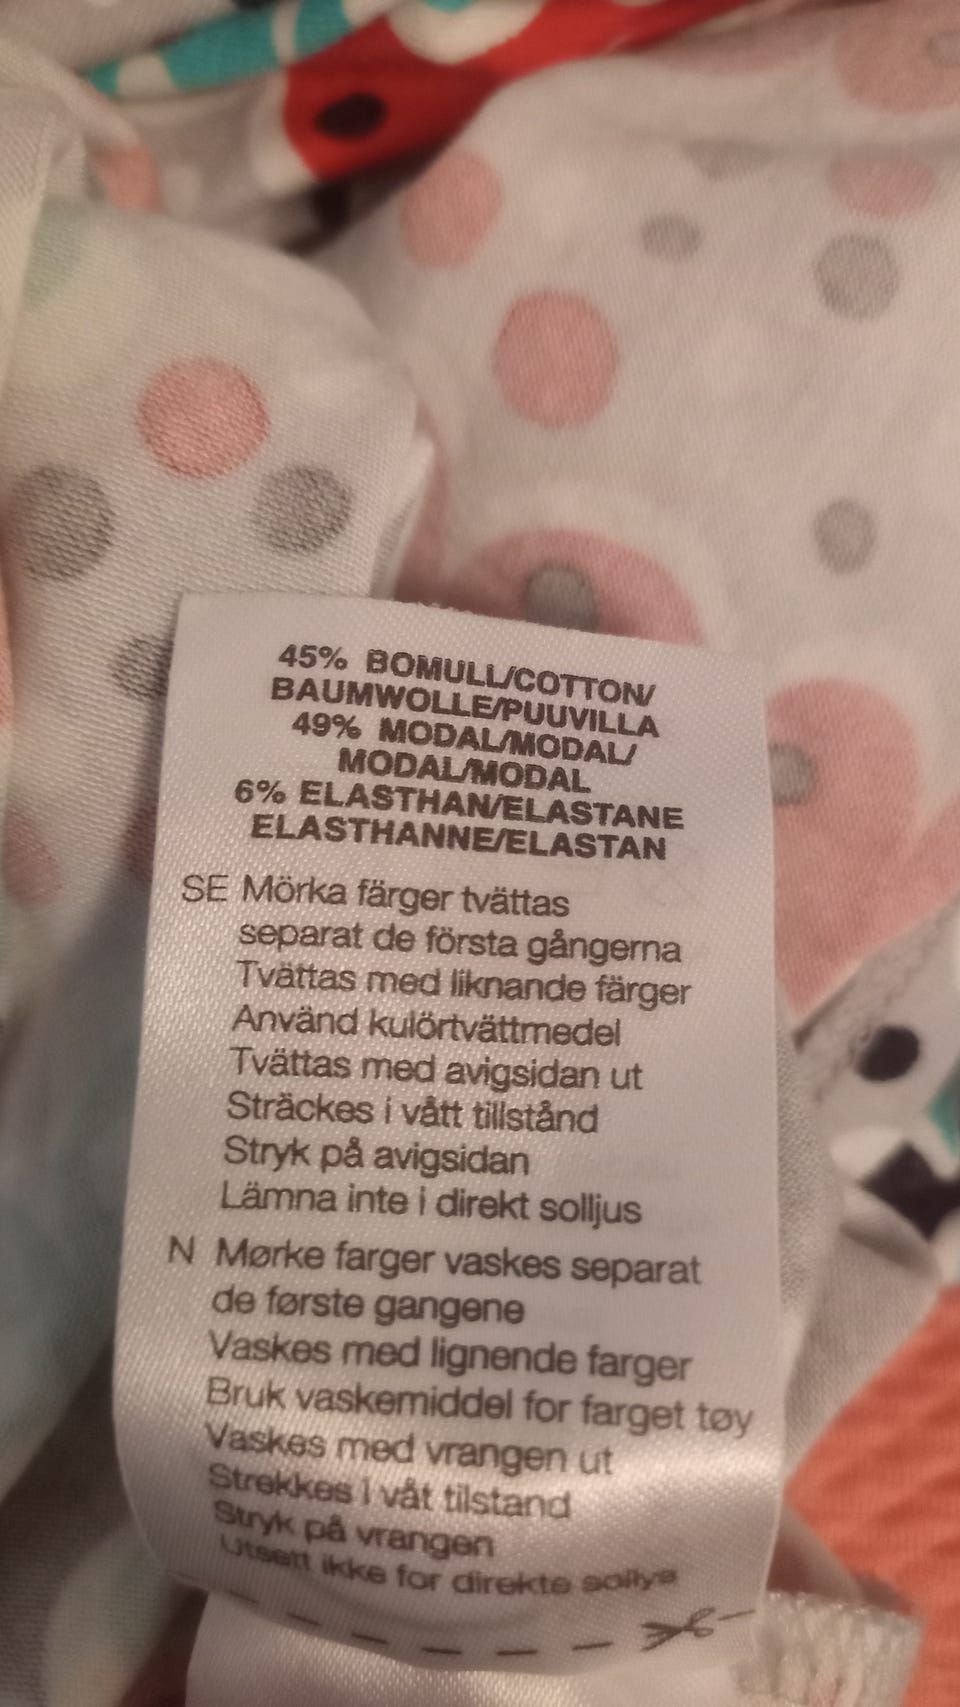 45% BOMULL/COTTON/
BAUMWOLLE/PUUVILLA
49% MODAL/MODAL/
MODAL/MODAL
6% ELASTHAN/ELASTANE
ELASTHANNE/ELASTAN
SE Mörka färger tvättas
separat de första gångerna
Tvättas med liknande färger
Använd kulörtvättmedel
Tvättas med avigsidan ut
Sträckes i vått tillstånd
Stryk på avigsidan
Lämna inte i direkt solljus
N Mørke farger vaskes separat
de første gangene
Vaskes med lignende farger
Bruk vaskemiddel for farget tøy
Vaskes med vrangen ut
Strekkes i våt tilstand
Stryk på vrangen
Utsett ikke for direkte sollys